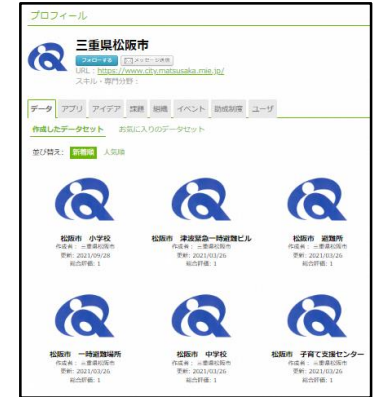 プロフィール
三重県松阪市
フォローする メッセージ送信
URL : https://www.city.matsusaka.mie.jp/
スキル・専門分野 :
データ アプリ アイデア 課題 組織 イベント 助成制度 ユーザ
作成したデータセット お気に入りのデータセット
並び替え: 新着順 人気順
松阪市 小学校 松阪市 津波緊急一時避難ビル 松阪市 避難所
作成者 : 三重県松阪市 作成者 : 三重県松阪市 作成者 : 三重県松阪市
更新: 2021/09/28 更新: 2021/03/26 更新: 2021/03/26
総合評価: 1 総合評価: 1 総合評価: 1
松阪市 一時避難場所 松阪市 中学校 松阪市 子育て支援センター
作成者 : 三重県松阪市 作成者 : 三重県松阪市 作成者 : 三重県松阪市
更新: 2021/03/26 更新: 2021/03/26 更新: 2021/03/26
総合評価: 1 総合評価: 1 総合評価: 1